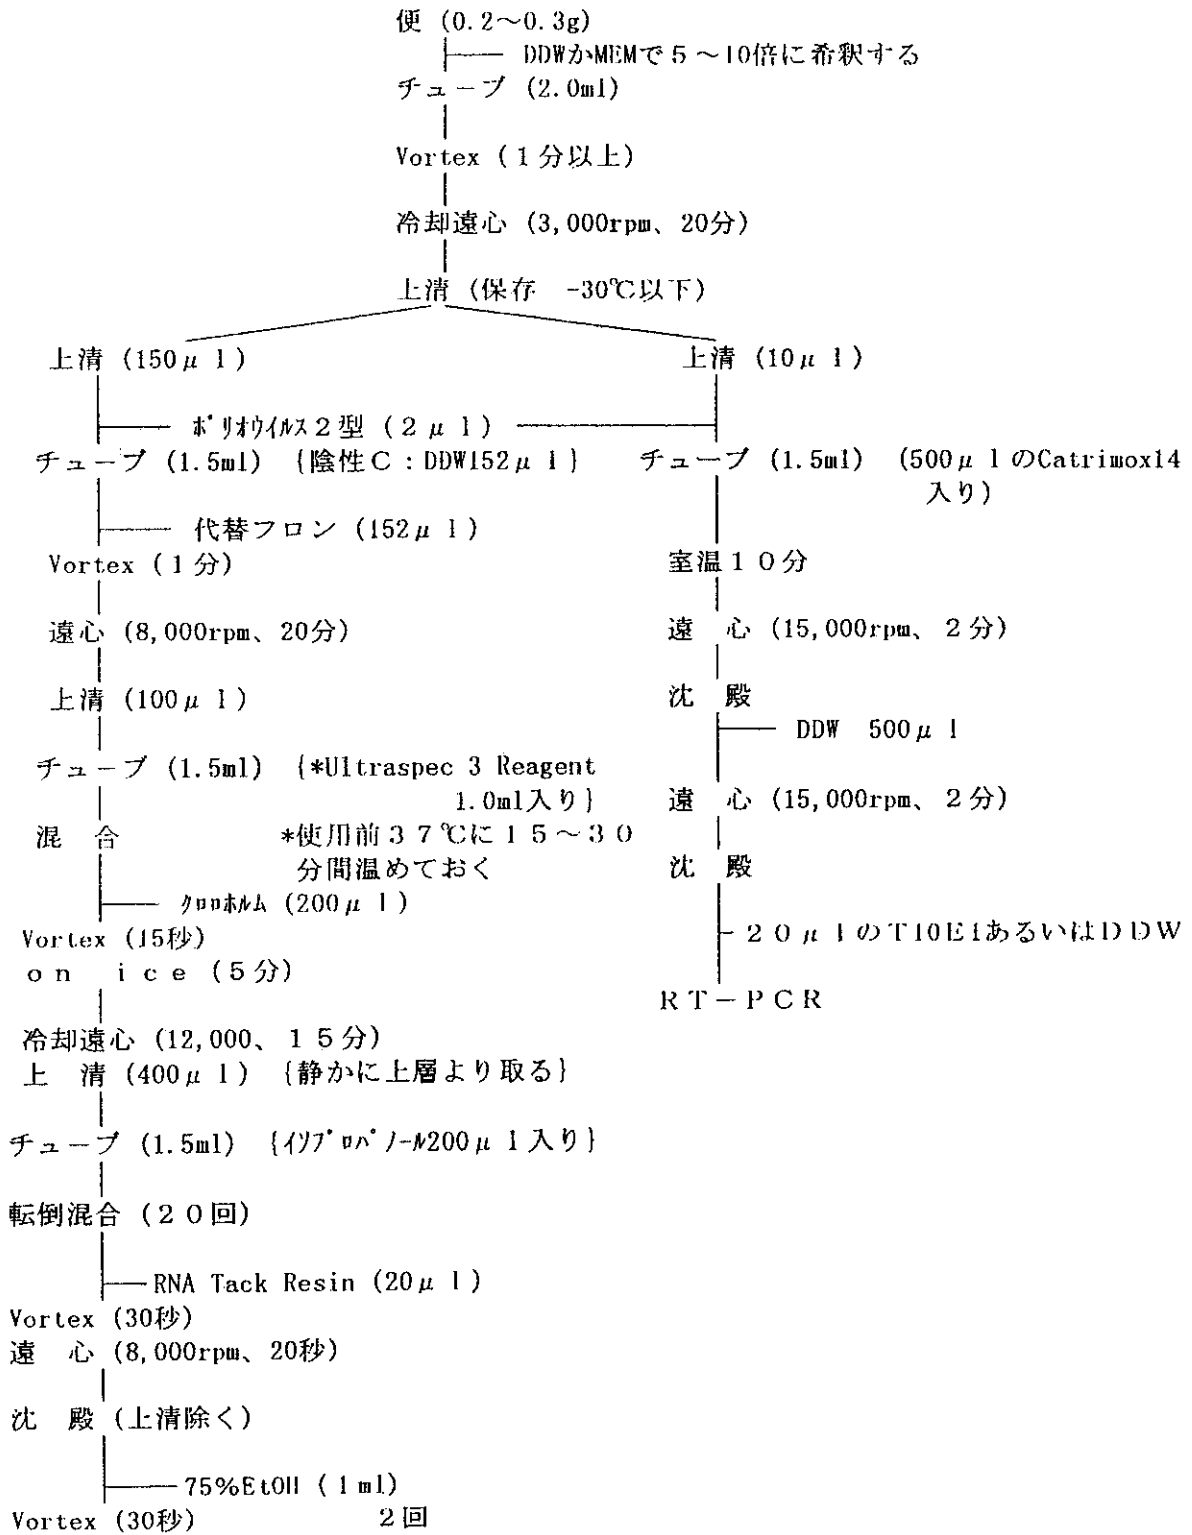 便 (0.2～0.3g)
DDWかMEMで５～10倍に希釈する
チューブ (2.0ml)
Vortex (１分以上)
冷却遠心 (3,000rpm、20分)
上清 (保存 -30℃以下)
上清 (150μl)
上清 (10μl)
ﾎﾟﾘｵｳｲﾙｽ２型 (２μl)
チューブ (1.5ml) {陰性Ｃ：DDW152μl}
チューブ (1.5ml) (500μlのCatrimox14
入り)
代替フロン (152μl)
Vortex (１分)
室温１０分
遠心 (8,000rpm、20分)
遠　心 (15,000rpm、２分)
上清 (100μl)
沈　殿
DDW 500μl
チューブ (1.5ml) {*Ultraspec 3 Reagent
1.0ml入り}
遠　心 (15,000rpm、２分)
混　合
*使用前３７℃に１５～３０
分間温めておく
沈　殿
ｸﾛﾛﾎﾙﾑ (200μl)
２０μlのT10E1あるいはＤＤＷ
Vortex (15秒)
ｏｎ　ｉｃｅ (５分)
ＲＴ－ＰＣＲ
冷却遠心 (12,000、１５分)
上　清 (400μl) {静かに上層より取る}
チューブ (1.5ml) {ｲｿﾌﾟﾛﾊﾟﾉｰﾙ200μl入り}
転倒混合 (２０回)
RNA Tack Resin (20μl)
Vortex (30秒)
遠　心 (8,000rpm、20秒)
沈　殿 (上清除く)
75%EtOH (１ml)
Vortex (30秒)　　　２回